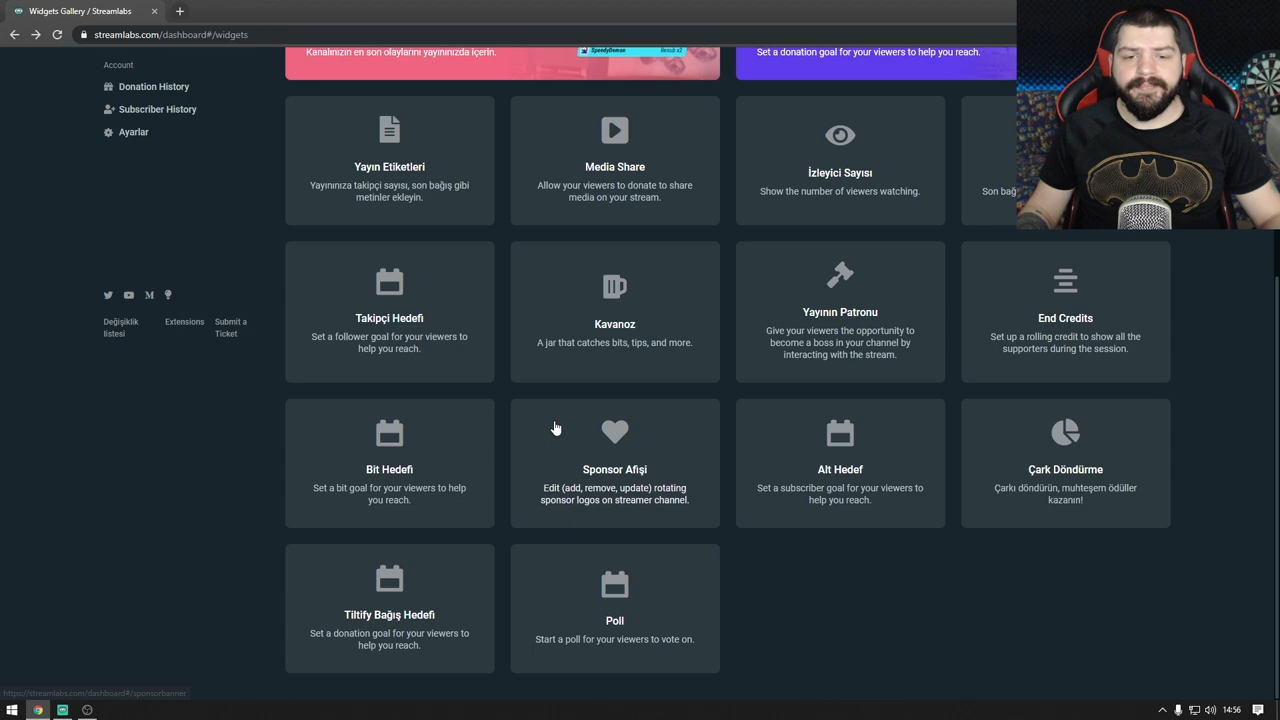 Widgets Gallery / Streamlabs
streamlabs.com/dashboard#/widgets
Kanalınızın en son olaylarını yayınınızda içerin.
SpeedyDemon
Resub x2
Set a donation goal for your viewers to help you reach.
Account
Donation History
Subscriber History
Ayarlar
Yayın Etiketleri
Yayınınıza takipçi sayısı, son bağış gibi
metinler ekleyin.
Media Share
Allow your viewers to donate to share
media on your stream.
İzleyici Sayısı
Show the number of viewers watching.
Son bağ
Takipçi Hedefi
Set a follower goal for your viewers to
help you reach.
Kavanoz
A jar that catches bits, tips, and more.
Yayının Patronu
Give your viewers the opportunity to
become a boss in your channel by
interacting with the stream.
End Credits
Set up a rolling credit to show all the
supporters during the session.
Değişiklik
listesi
Extensions
Submit a
Ticket
Bit Hedefi
Set a bit goal for your viewers to help
you reach.
Sponsor Afişi
Edit (add, remove, update) rotating
sponsor logos on streamer channel.
Alt Hedef
Set a subscriber goal for your viewers to
help you reach.
Çark Döndürme
Çarkı döndürün, muhteşem ödüller
kazanın!
Tiltify Bağış Hedefi
Set a donation goal for your viewers to
help you reach.
Poll
Start a poll for your viewers to vote on.
https://streamlabs.com/dashboard#/sponsorbanner
14:56